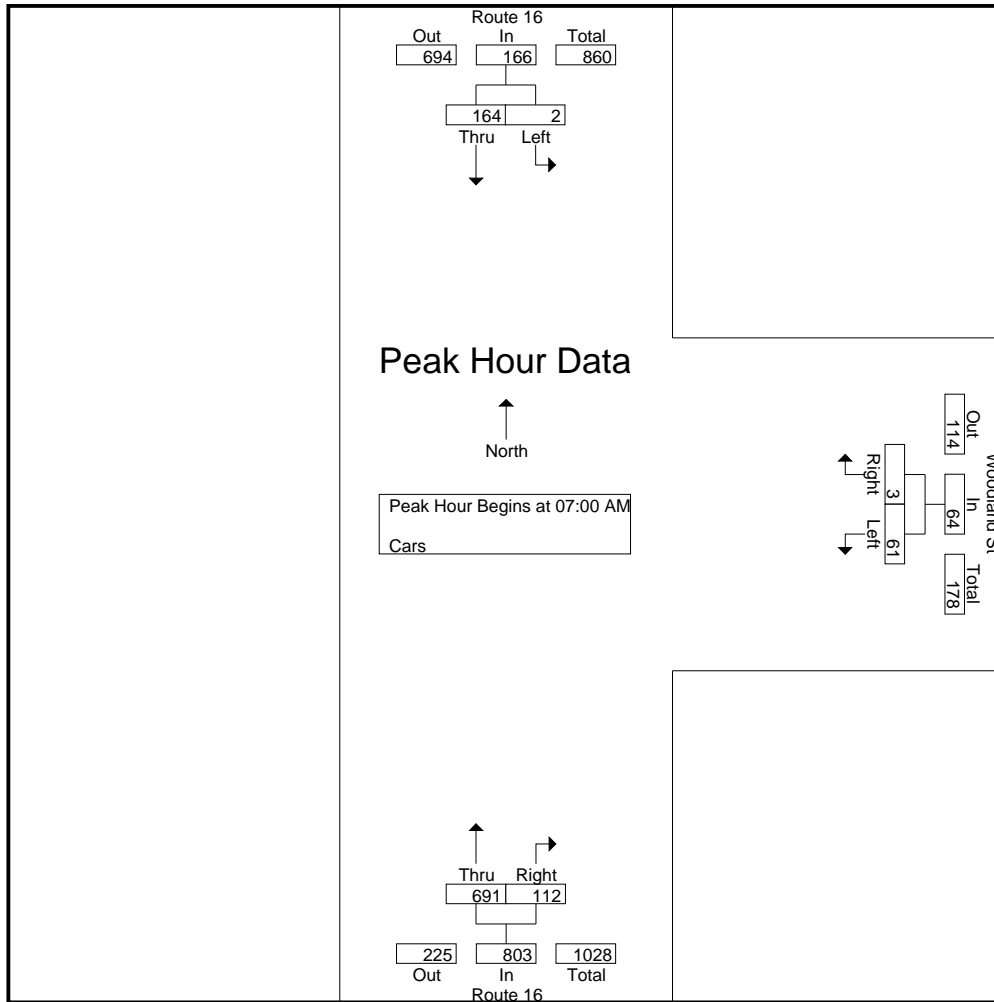 Route 16
Out In Total
694 166 860
164 2
Thru Left
Peak Hour Data
North
Peak Hour Begins at 07:00 AM
Cars
Woodland St
Out In Total
114 64 178
3 61
Right Left
Thru Right
691 112
225 803 1028
Out In Total
Route 16